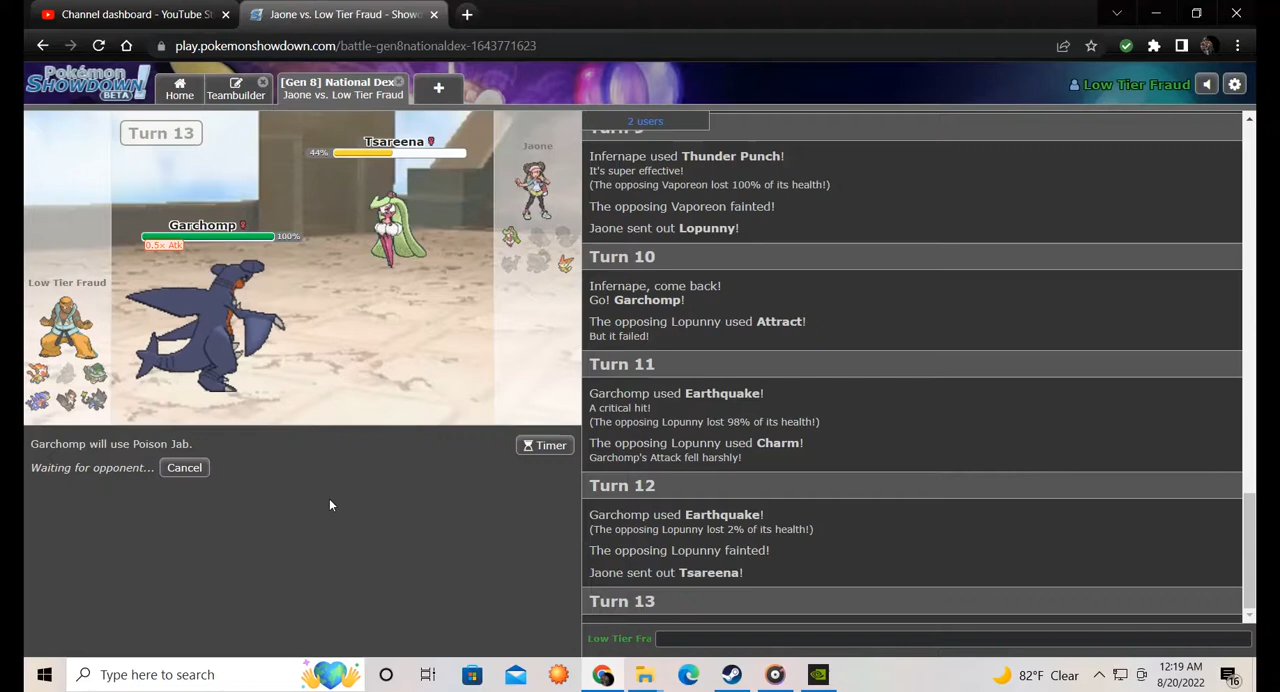 Channel dashboard - YouTube St
Jaone vs. Low Tier Fraud - Showd
play.pokemonshowdown.com/battle-gen8nationaldex-1643771623
Pokémon
SHOWDOWN
BETA
Home
Teambuilder
[Gen 8] National Dex
Jaone vs. Low Tier Fraud
Low Tier Fraud
Turn 13
Tsareena
44%
Garchomp
100%
0.5× Atk
Jaone
Low Tier Fraud
Garchomp will use Poison Jab.
Timer
Waiting for opponent...
Cancel
2 users
Turn 9
Infernape used Thunder Punch!
It's super effective!
(The opposing Vaporeon lost 100% of its health!)
The opposing Vaporeon fainted!
Jaone sent out Lopunny!
Turn 10
Infernape, come back!
Go! Garchomp!
The opposing Lopunny used Attract!
But it failed!
Turn 11
Garchomp used Earthquake!
A critical hit!
(The opposing Lopunny lost 98% of its health!)
The opposing Lopunny used Charm!
Garchomp's Attack fell harshly!
Turn 12
Garchomp used Earthquake!
(The opposing Lopunny lost 2% of its health!)
The opposing Lopunny fainted!
Jaone sent out Tsareena!
Turn 13
Low Tier Fra
Type here to search
82°F Clear
12:19 AM
8/20/2022
16